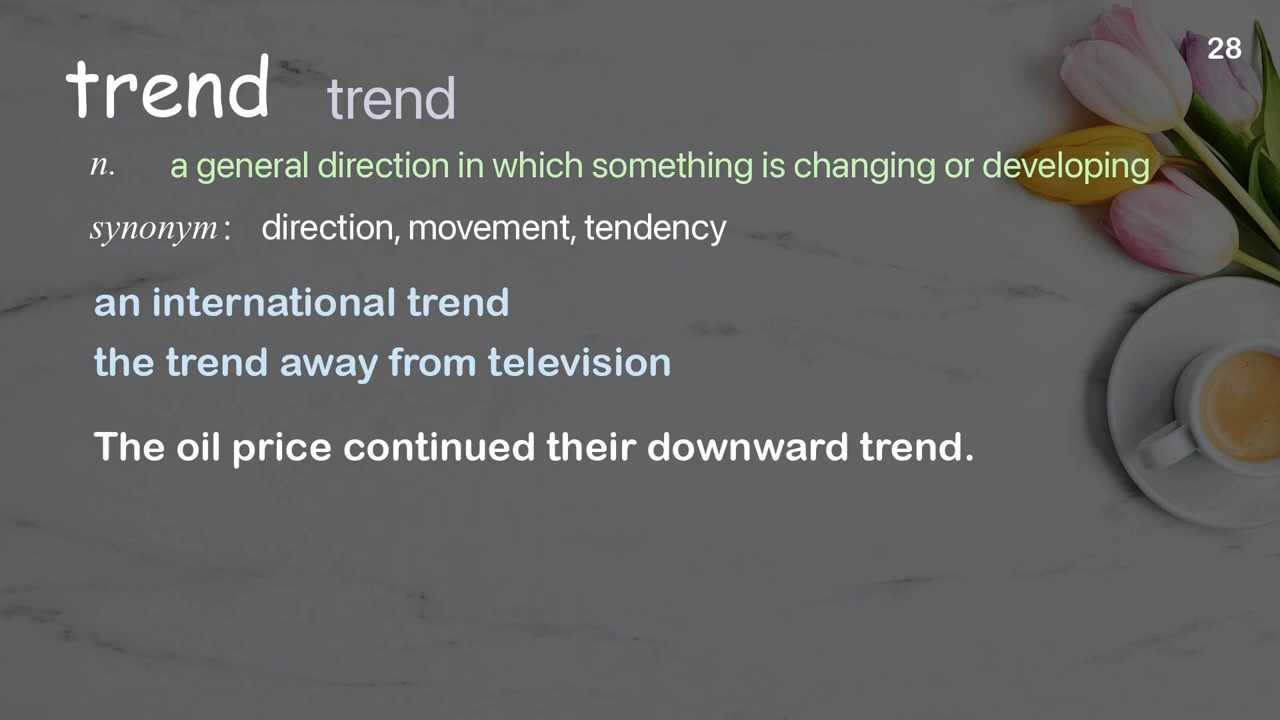 28
trend trend
n. a general direction in which something is changing or developing
synonym: direction, movement, tendency
an international trend
the trend away from television
The oil price continued their downward trend.